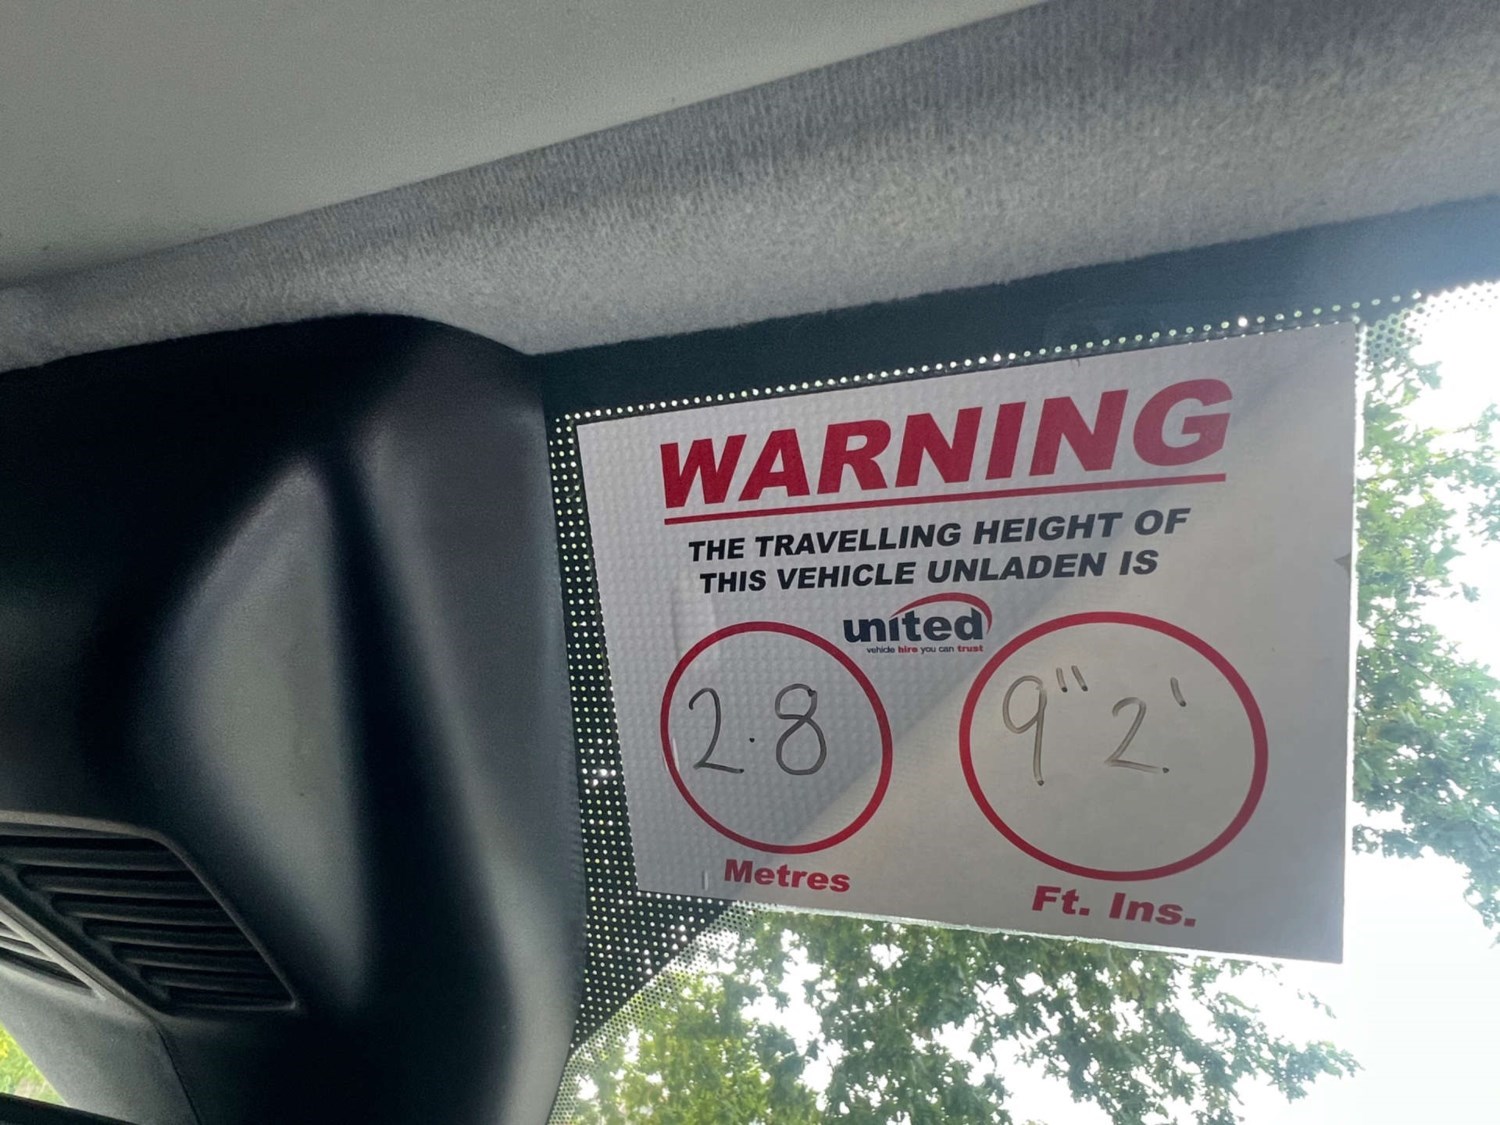 WARNING
THE TRAVELLING HEIGHT OF
THIS VEHICLE UNLADEN IS
united
vehicle hire you can trust
2.8
9" 2'
Metres
Ft. Ins.